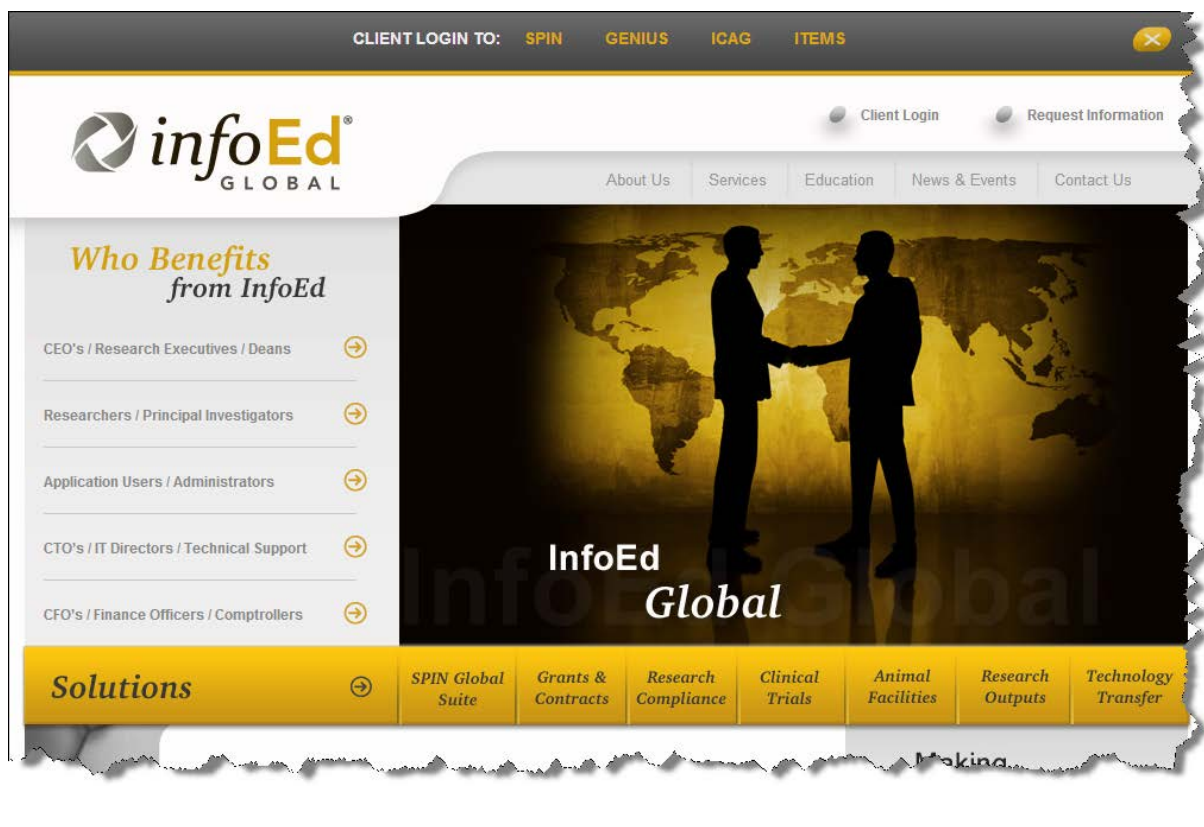 CLIENT LOGIN TO: SPIN GENIUS ICAG ITEMS
infoEd®
GLOBAL
Client Login Request Information
About Us Services Education News & Events Contact Us
Who Benefits
from InfoEd
CEO's / Research Executives / Deans
Researchers / Principal Investigators
Application Users / Administrators
CTO's / IT Directors / Technical Support
CFO's / Finance Officers / Comptrollers
InfoEd Global
InfoEd
Global
Solutions
SPIN Global
Suite
Grants &
Contracts
Research
Compliance
Clinical
Trials
Animal
Facilities
Research
Outputs
Technology
Transfer
Making